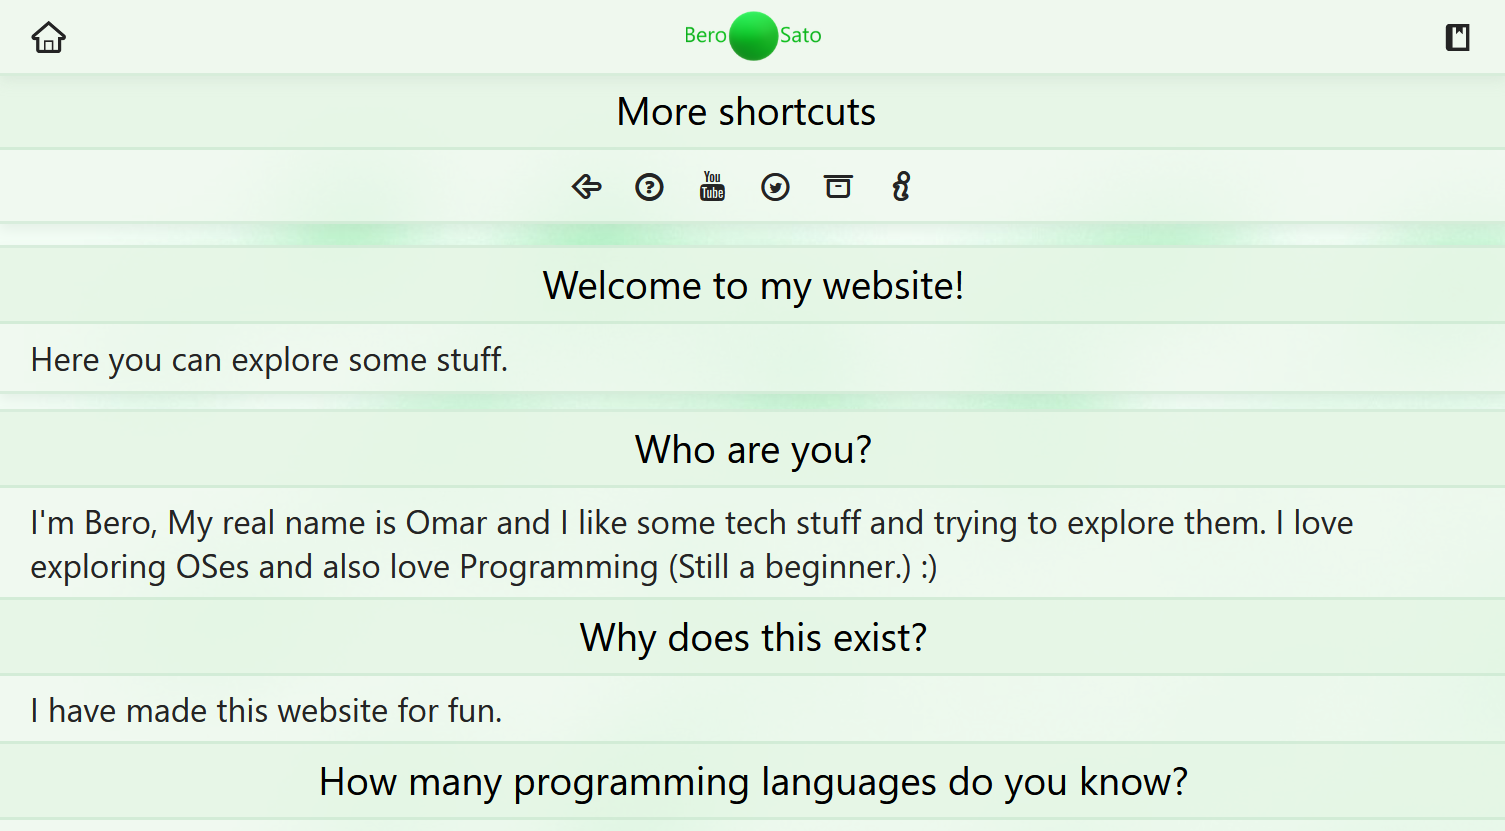 Bero Sato
More shortcuts
You
Tube
Welcome to my website!
Here you can explore some stuff.
Who are you?
I'm Bero, My real name is Omar and I like some tech stuff and trying to explore them. I love
exploring OSes and also love Programming (Still a beginner.) :)
Why does this exist?
I have made this website for fun.
How many programming languages do you know?